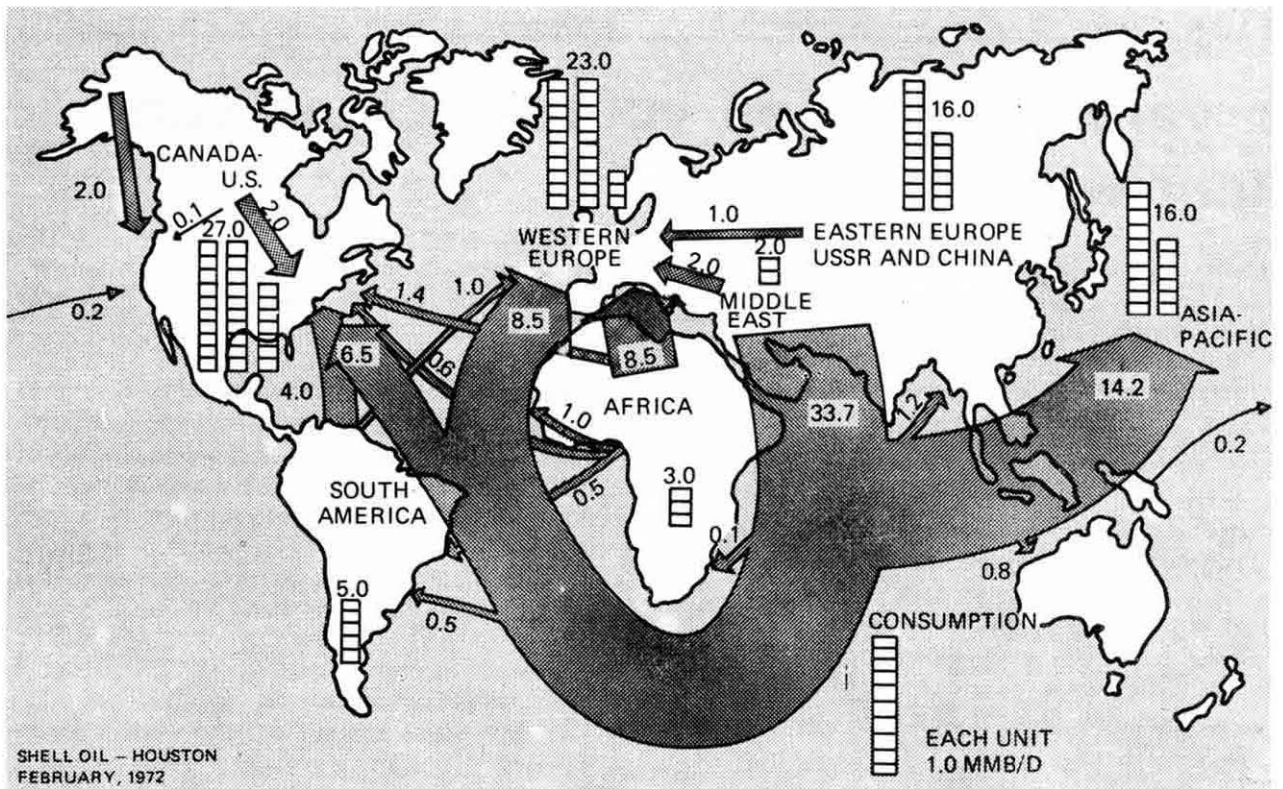 23.0
16.0
CANADA-
U.S.
2.0
0.1
2.0
27.0
WESTERN
EUROPE
1.0
EASTERN EUROPE
USSR AND CHINA
2.0
2.0
MIDDLE
EAST
16.0
ASIA-
PACIFIC
0.2
1.4
1.0
8.5
8.5
6.5
0.6
4.0
AFRICA
33.7
1.2
14.2
0.2
1.0
0.5
3.0
SOUTH
AMERICA
0.1
0.8
5.0
0.5
CONSUMPTION
EACH UNIT
1.0 MMB/D
SHELL OIL – HOUSTON
FEBRUARY, 1972